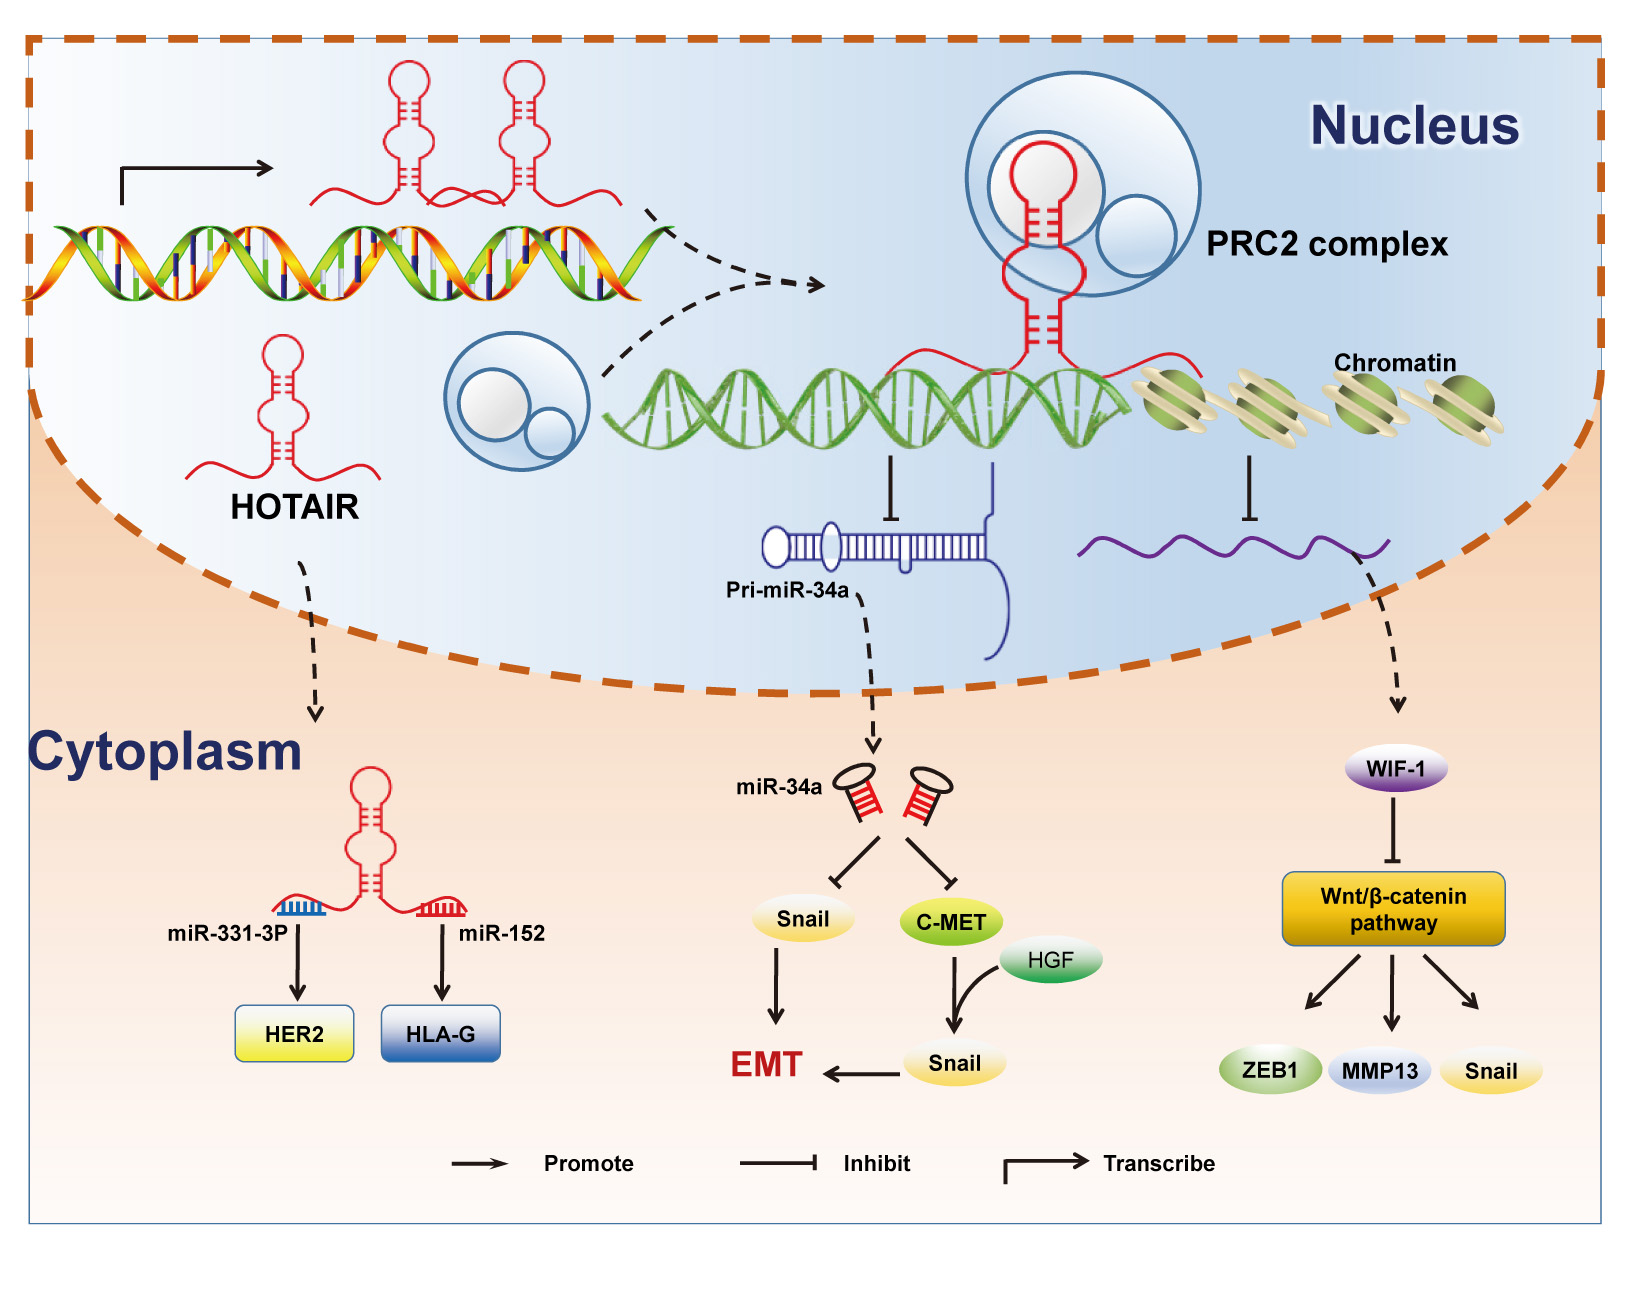 Nucleus
PRC2 complex
Chromatin
HOTAIR
Pri-miR-34a
Cytoplasm
miR-34a
WIF-1
Wnt/β-catenin
pathway
Snail
C-MET
HGF
miR-331-3P
miR-152
HER2
HLA-G
EMT
Snail
ZEB1
MMP13
Snail
Promote
Inhibit
Transcribe